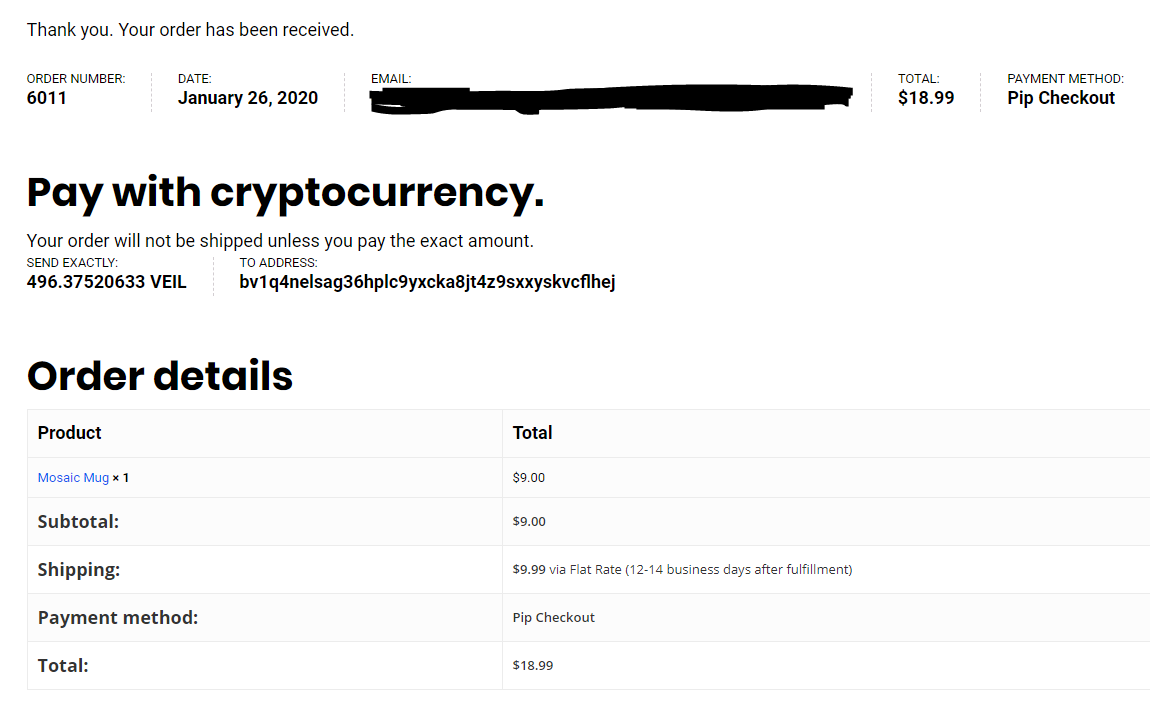 Thank you. Your order has been received.
ORDER NUMBER: DATE: EMAIL: TOTAL: PAYMENT METHOD:
6011 January 26, 2020 $18.99 Pip Checkout
Pay with cryptocurrency.
Your order will not be shipped unless you pay the exact amount.
SEND EXACTLY: TO ADDRESS:
496.37520633 VEIL bv1q4nelsag36hplc9yxcka8jt4z9sxxyskvcflhej
Order details
Product Total
Mosaic Mug × 1 $9.00
Subtotal: $9.00
Shipping: $9.99 via Flat Rate (12-14 business days after fulfillment)
Payment method: Pip Checkout
Total: $18.99